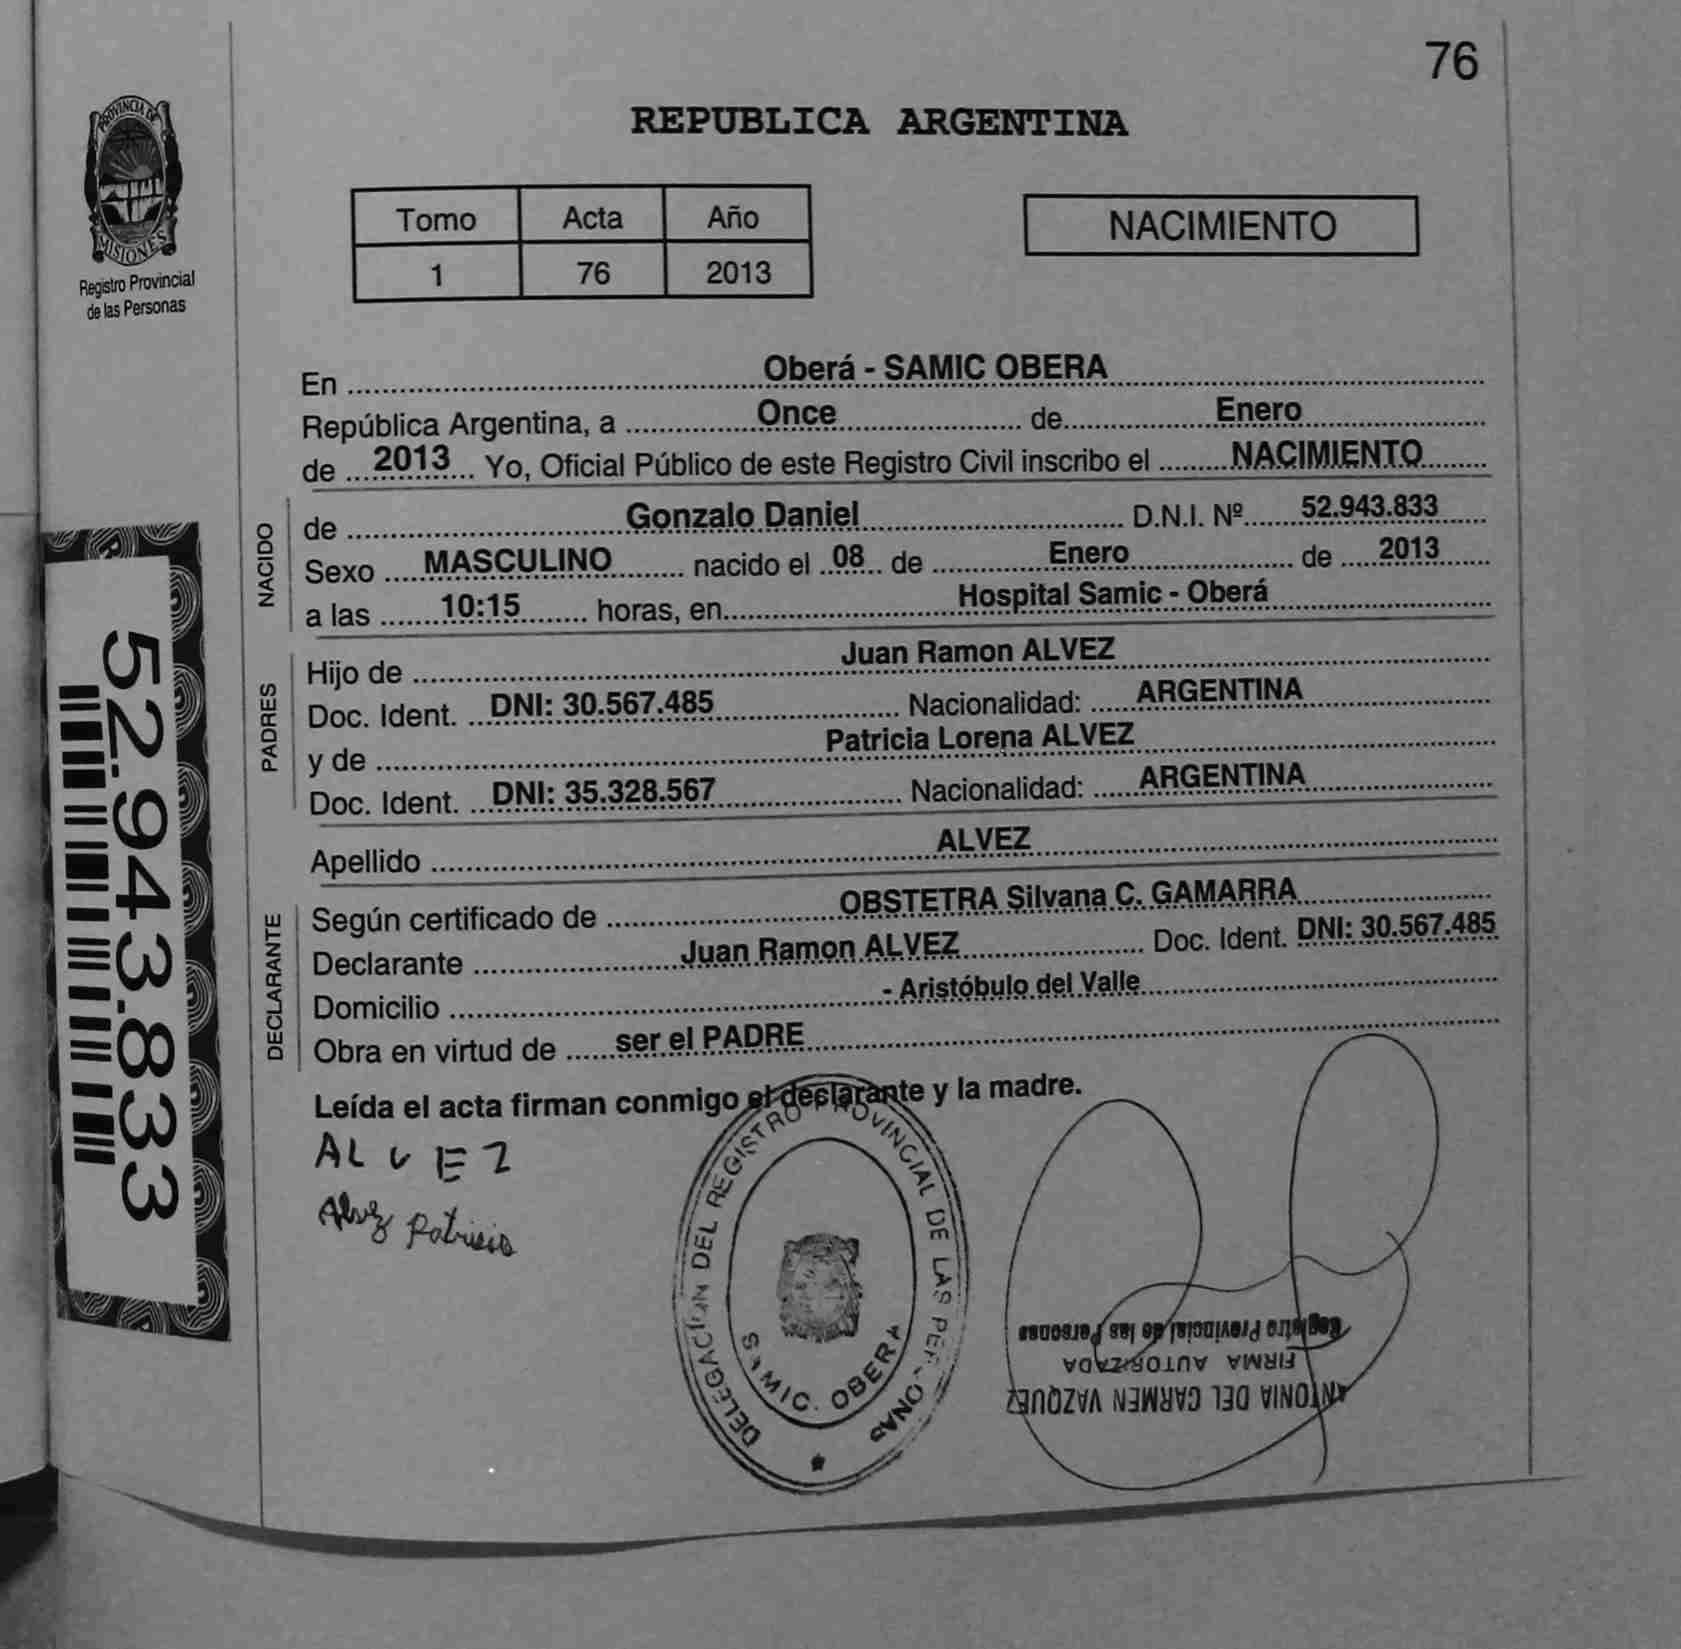 76
PROVINCIA DE
MISIONES
Registro Provincial
de las Personas
REPUBLICA ARGENTINA
Tomo Acta Año
1 76 2013
NACIMIENTO
En Oberá - SAMIC OBERA
República Argentina, a Once de Enero
de 2013 Yo, Oficial Público de este Registro Civil inscribo el NACIMIENTO
NACIDO
de Gonzalo Daniel D.N.I. Nº 52.943.833
Sexo MASCULINO nacido el 08 de Enero de 2013
a las 10:15 horas, en Hospital Samic - Oberá
PADRES
Hijo de Juan Ramon ALVEZ
Doc. Ident. DNI: 30.567.485 Nacionalidad: ARGENTINA
y de Patricia Lorena ALVEZ
Doc. Ident. DNI: 35.328.567 Nacionalidad: ARGENTINA
Apellido ALVEZ
DECLARANTE
Según certificado de OBSTETRA Silvana C. GAMARRA
Declarante Juan Ramon ALVEZ Doc. Ident. DNI: 30.567.485
Domicilio - Aristóbulo del Valle
Obra en virtud de ser el PADRE
Leída el acta firman conmigo el declarante y la madre.
ALVEZ
Alvez Patricia
52.943.833
DELEGACION DEL REGISTRO PROVINCIAL DE LAS PERSONAS
SAMIC. OBERA
ANTONIA DEL CARMEN VAZQUEZ
FIRMA AUTORIZADA
Registro Provincial de las Personas